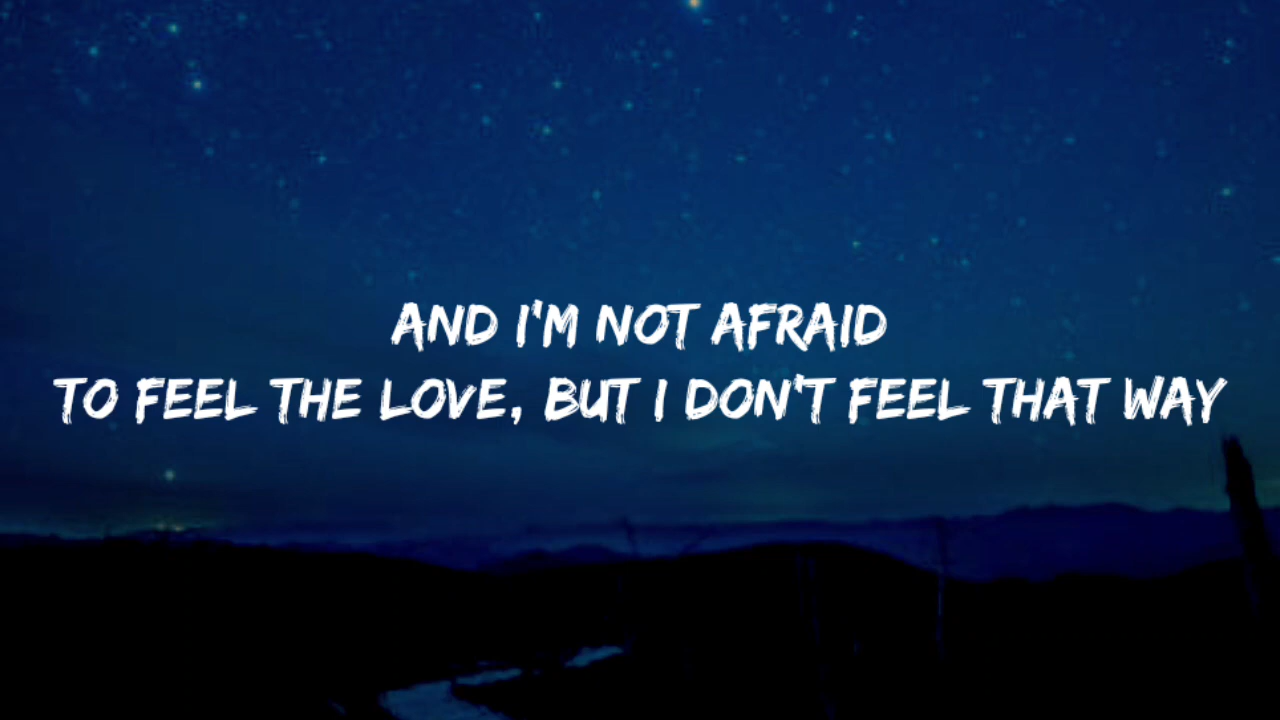 AND I'M NOT AFRAID
TO FEEL THE LOVE, BUT I DON'T FEEL THAT WAY